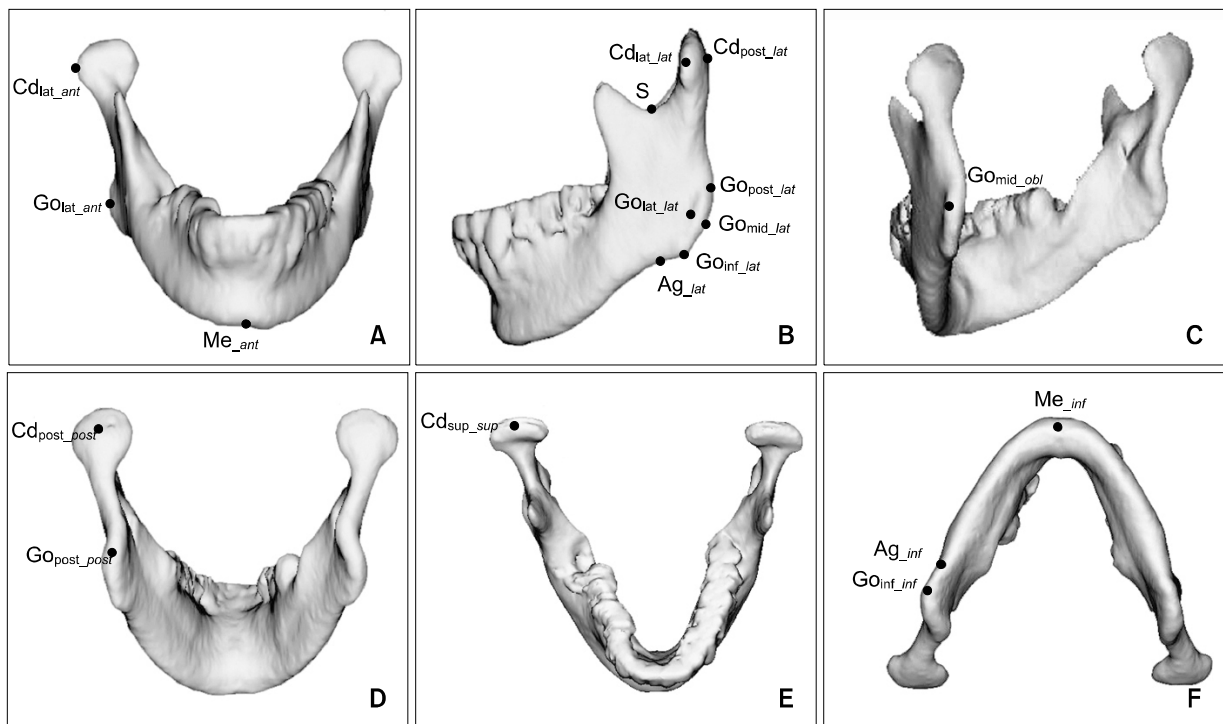 Cdlat_ant
Golat_ant
Me_ant
A
Cdlat_lat
Cdpost_lat
S
Gopost_lat
Golat_lat
Gomid_lat
Goinf_lat
Ag_lat
B
Gomid_obl
C
Cdpost_post
Gopost_post
D
Cdsup_sup
E
Me_inf
Ag_inf
Goinf_inf
F